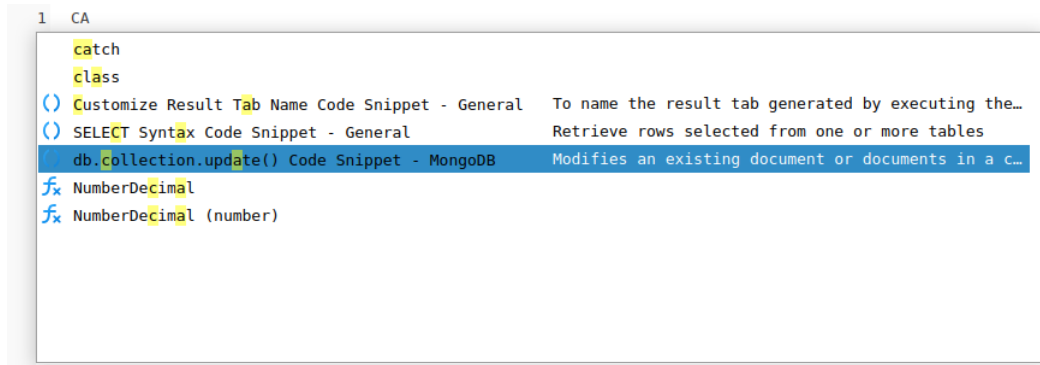 1 CA
catch
class
Customize Result Tab Name Code Snippet - General To name the result tab generated by executing the…
SELECT Syntax Code Snippet - General Retrieve rows selected from one or more tables
db.collection.update() Code Snippet - MongoDB Modifies an existing document or documents in a c…
NumberDecimal
NumberDecimal (number)